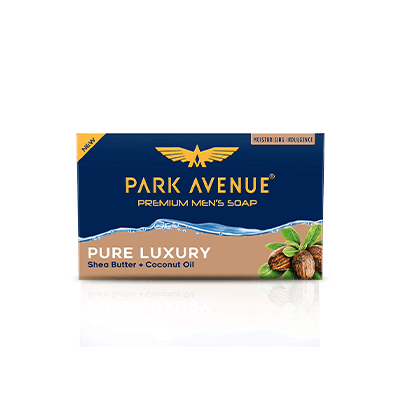 NEW
MOISTURISING INDULGENCE
PARK AVENUE®
PREMIUM MEN'S SOAP
PURE LUXURY
Shea Butter + Coconut Oil